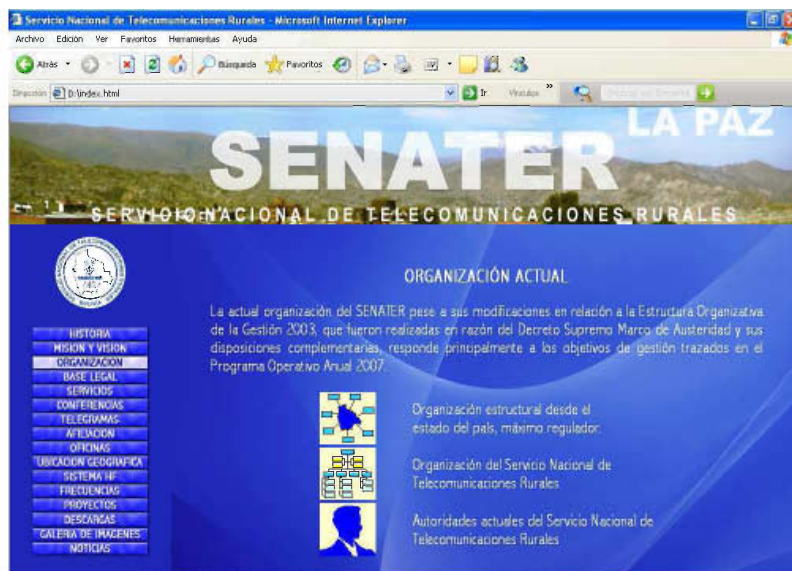 Servicio Nacional de Telecomunicaciones Rurales - Microsoft Internet Explorer
Archivo Edición Ver Favoritos Herramientas Ayuda
Atrás Búsqueda Favoritos
Dirección D:\index.html Ir Vínculos
LA PAZ
SENATER
SERVICIO NACIONAL DE TELECOMUNICACIONES RURALES
ORGANIZACIÓN ACTUAL
La actual organización del SENATER pese a sus modificaciones en relación a la Estructura Organizativa
de la Gestión 2003, que fueron realizadas en razón del Decreto Supremo Marco de Austeridad y sus
disposiciones complementarias, responde principalmente a los objetivos de gestión trazados en el
Programa Operativo Anual 2007.
HISTORIA
MISION Y VISION
ORGANIZACION
BASE LEGAL
SERVICIOS
CONFERENCIAS
TELEGRAMAS
AFILIACION
OFICINAS
UBICACION GEOGRAFICA
SISTEMA HF
FRECUENCIAS
PROYECTOS
DESCARGAS
GALERIA DE IMAGENES
NOTICIAS
Organización estructural desde el
estado del país, máximo regulador.
Organización del Servicio Nacional de
Telecomunicaciones Rurales
Autoridades actuales del Servicio Nacional de
Telecomunicaciones Rurales